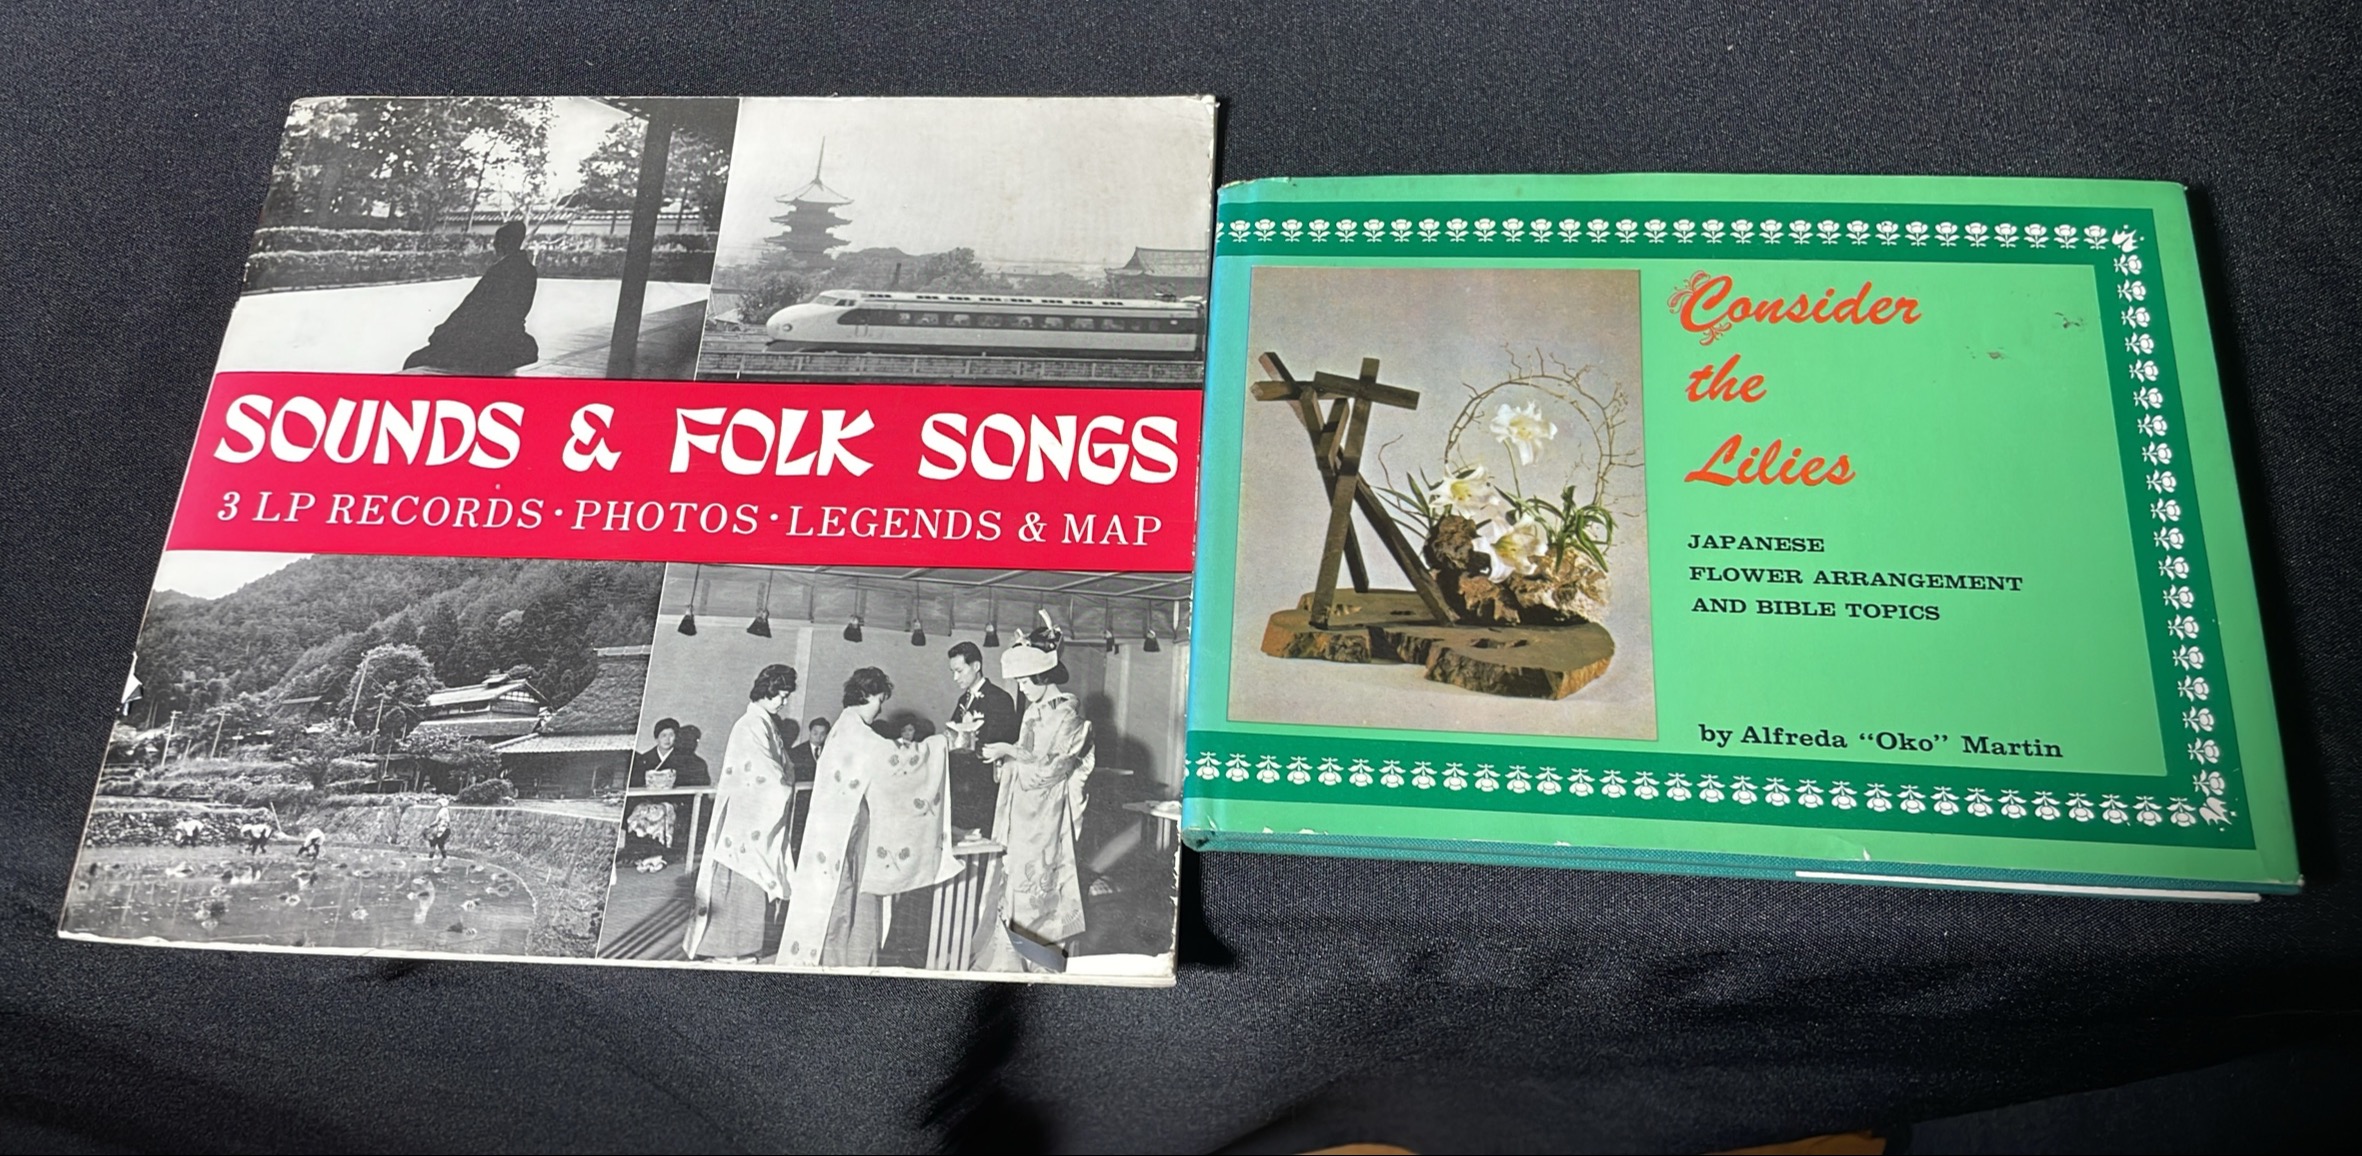 SOUNDS & FOLK SONGS
3 LP RECORDS · PHOTOS · LEGENDS & MAP
Consider
the
Lilies
JAPANESE
FLOWER ARRANGEMENT
AND BIBLE TOPICS
by Alfreda “Oko” Martin